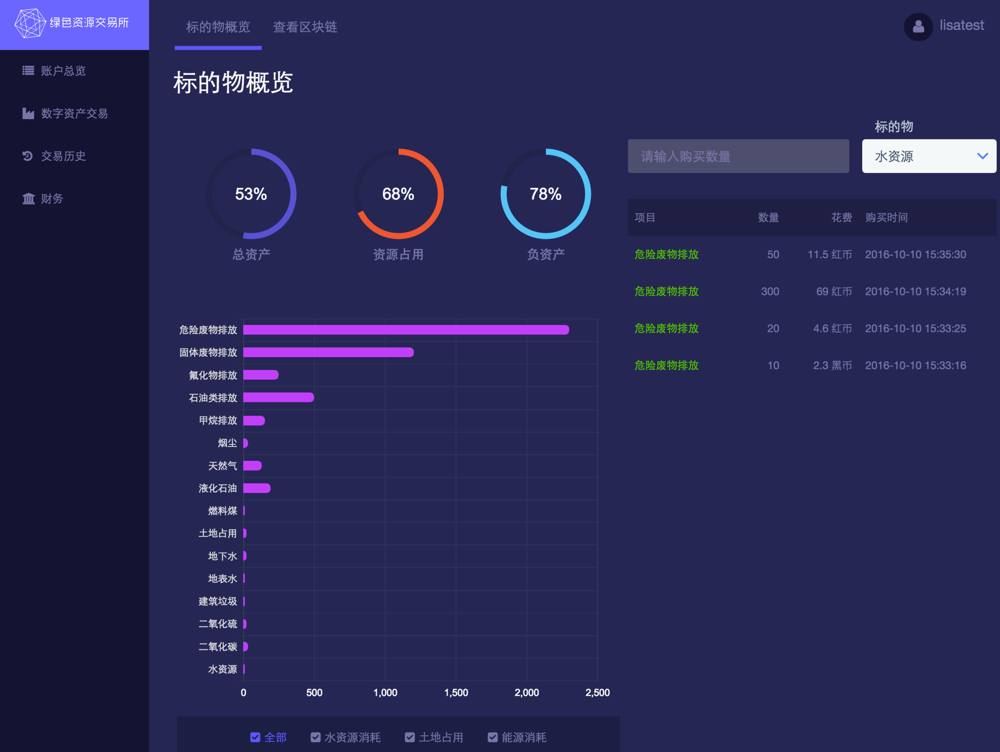 绿色资源交易所
标的物概览 查看区块链
lisatest
账户总览
数字资产交易
交易历史
财务
标的物概览
53%
总资产
68%
资源占用
78%
负资产
危险废物排放
固体废物排放
氟化物排放
石油类排放
甲烷排放
烟尘
天然气
液化石油
燃料煤
土地占用
地下水
地表水
建筑垃圾
二氧化硫
二氧化碳
水资源
0 500 1,000 1,500 2,000 2,500
全部 水资源消耗 土地占用 能源消耗
标的物
请输入购买数量
水资源
项目 数量 花费 购买时间
危险废物排放 50 11.5 红币 2016-10-10 15:35:30
危险废物排放 300 69 红币 2016-10-10 15:34:19
危险废物排放 20 4.6 红币 2016-10-10 15:33:25
危险废物排放 10 2.3 黑币 2016-10-10 15:33:16